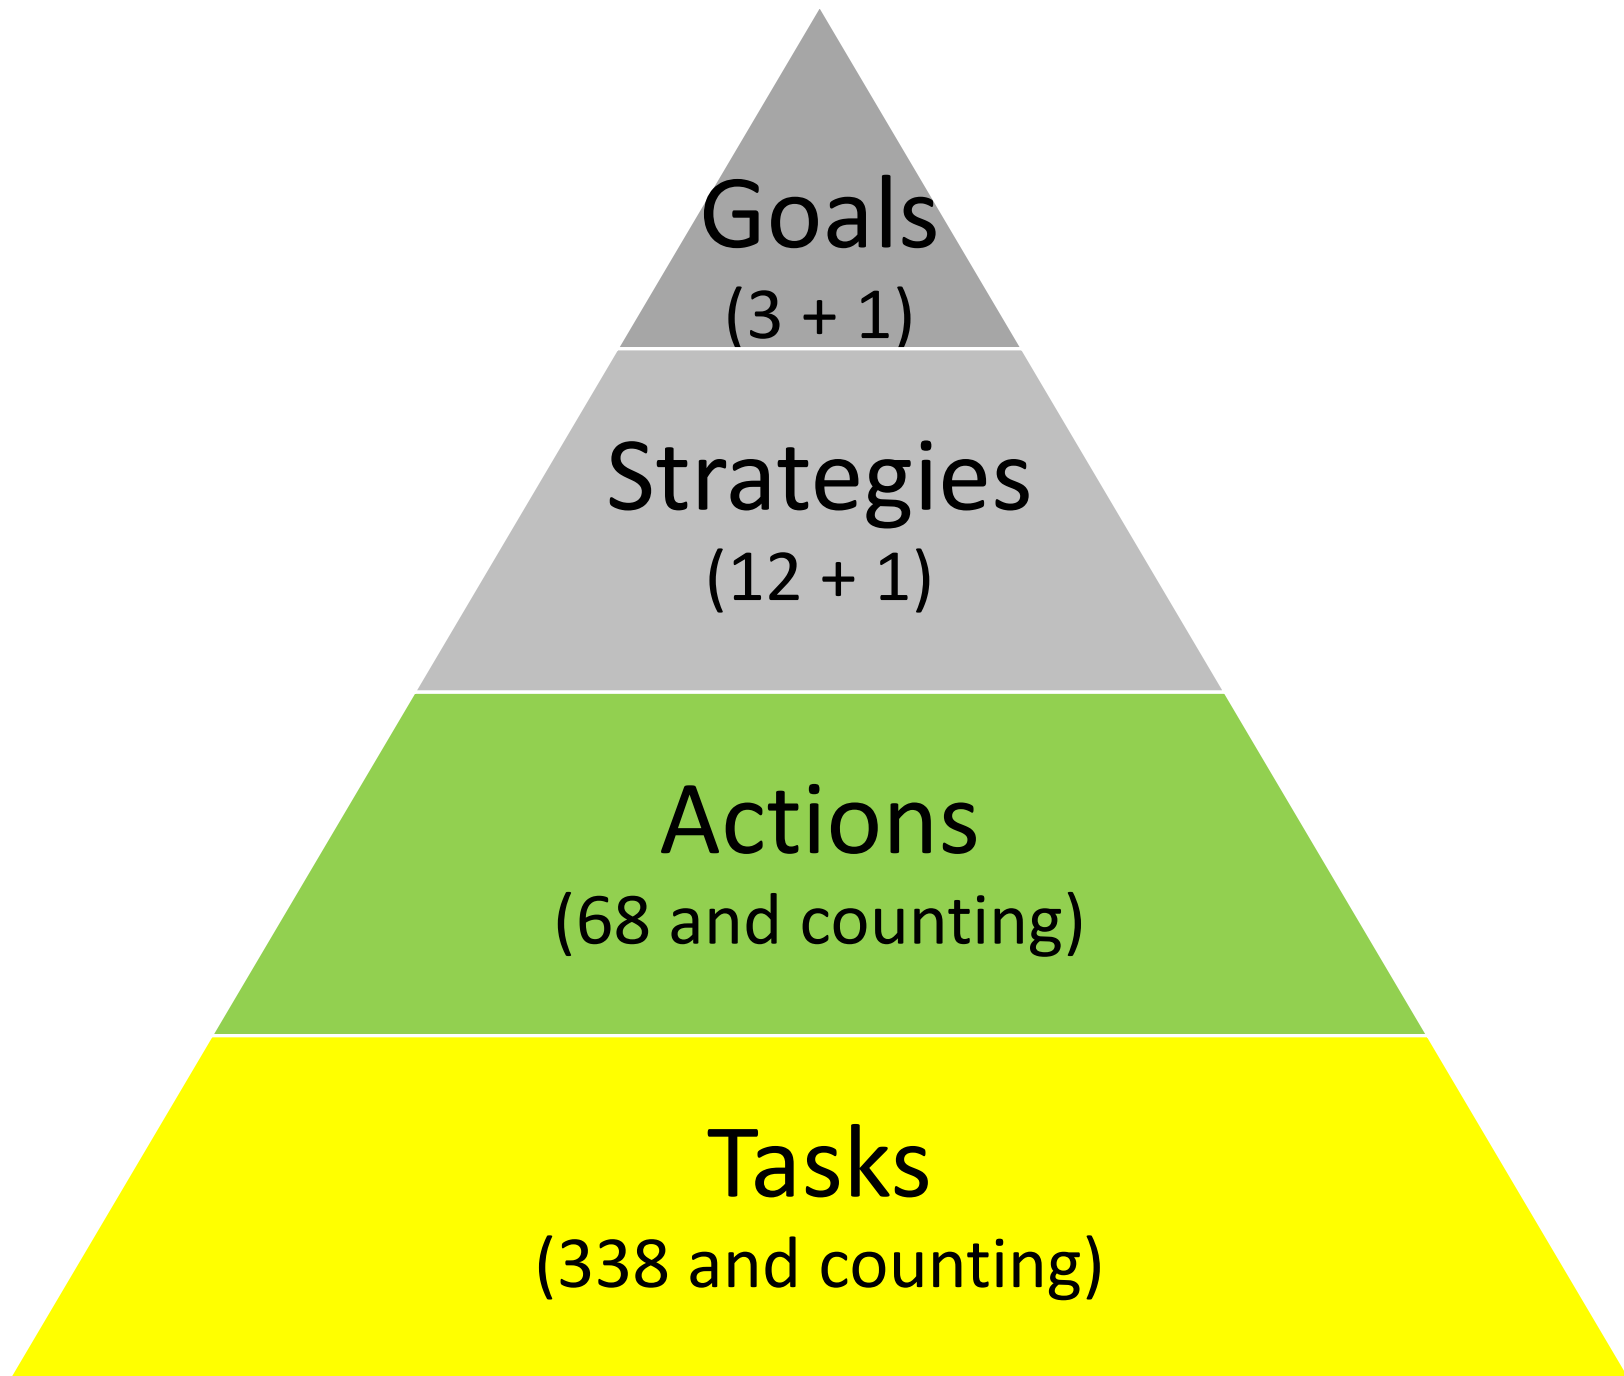 Goals
(3 + 1)
Strategies
(12 + 1)
Actions
(68 and counting)
Tasks
(338 and counting)